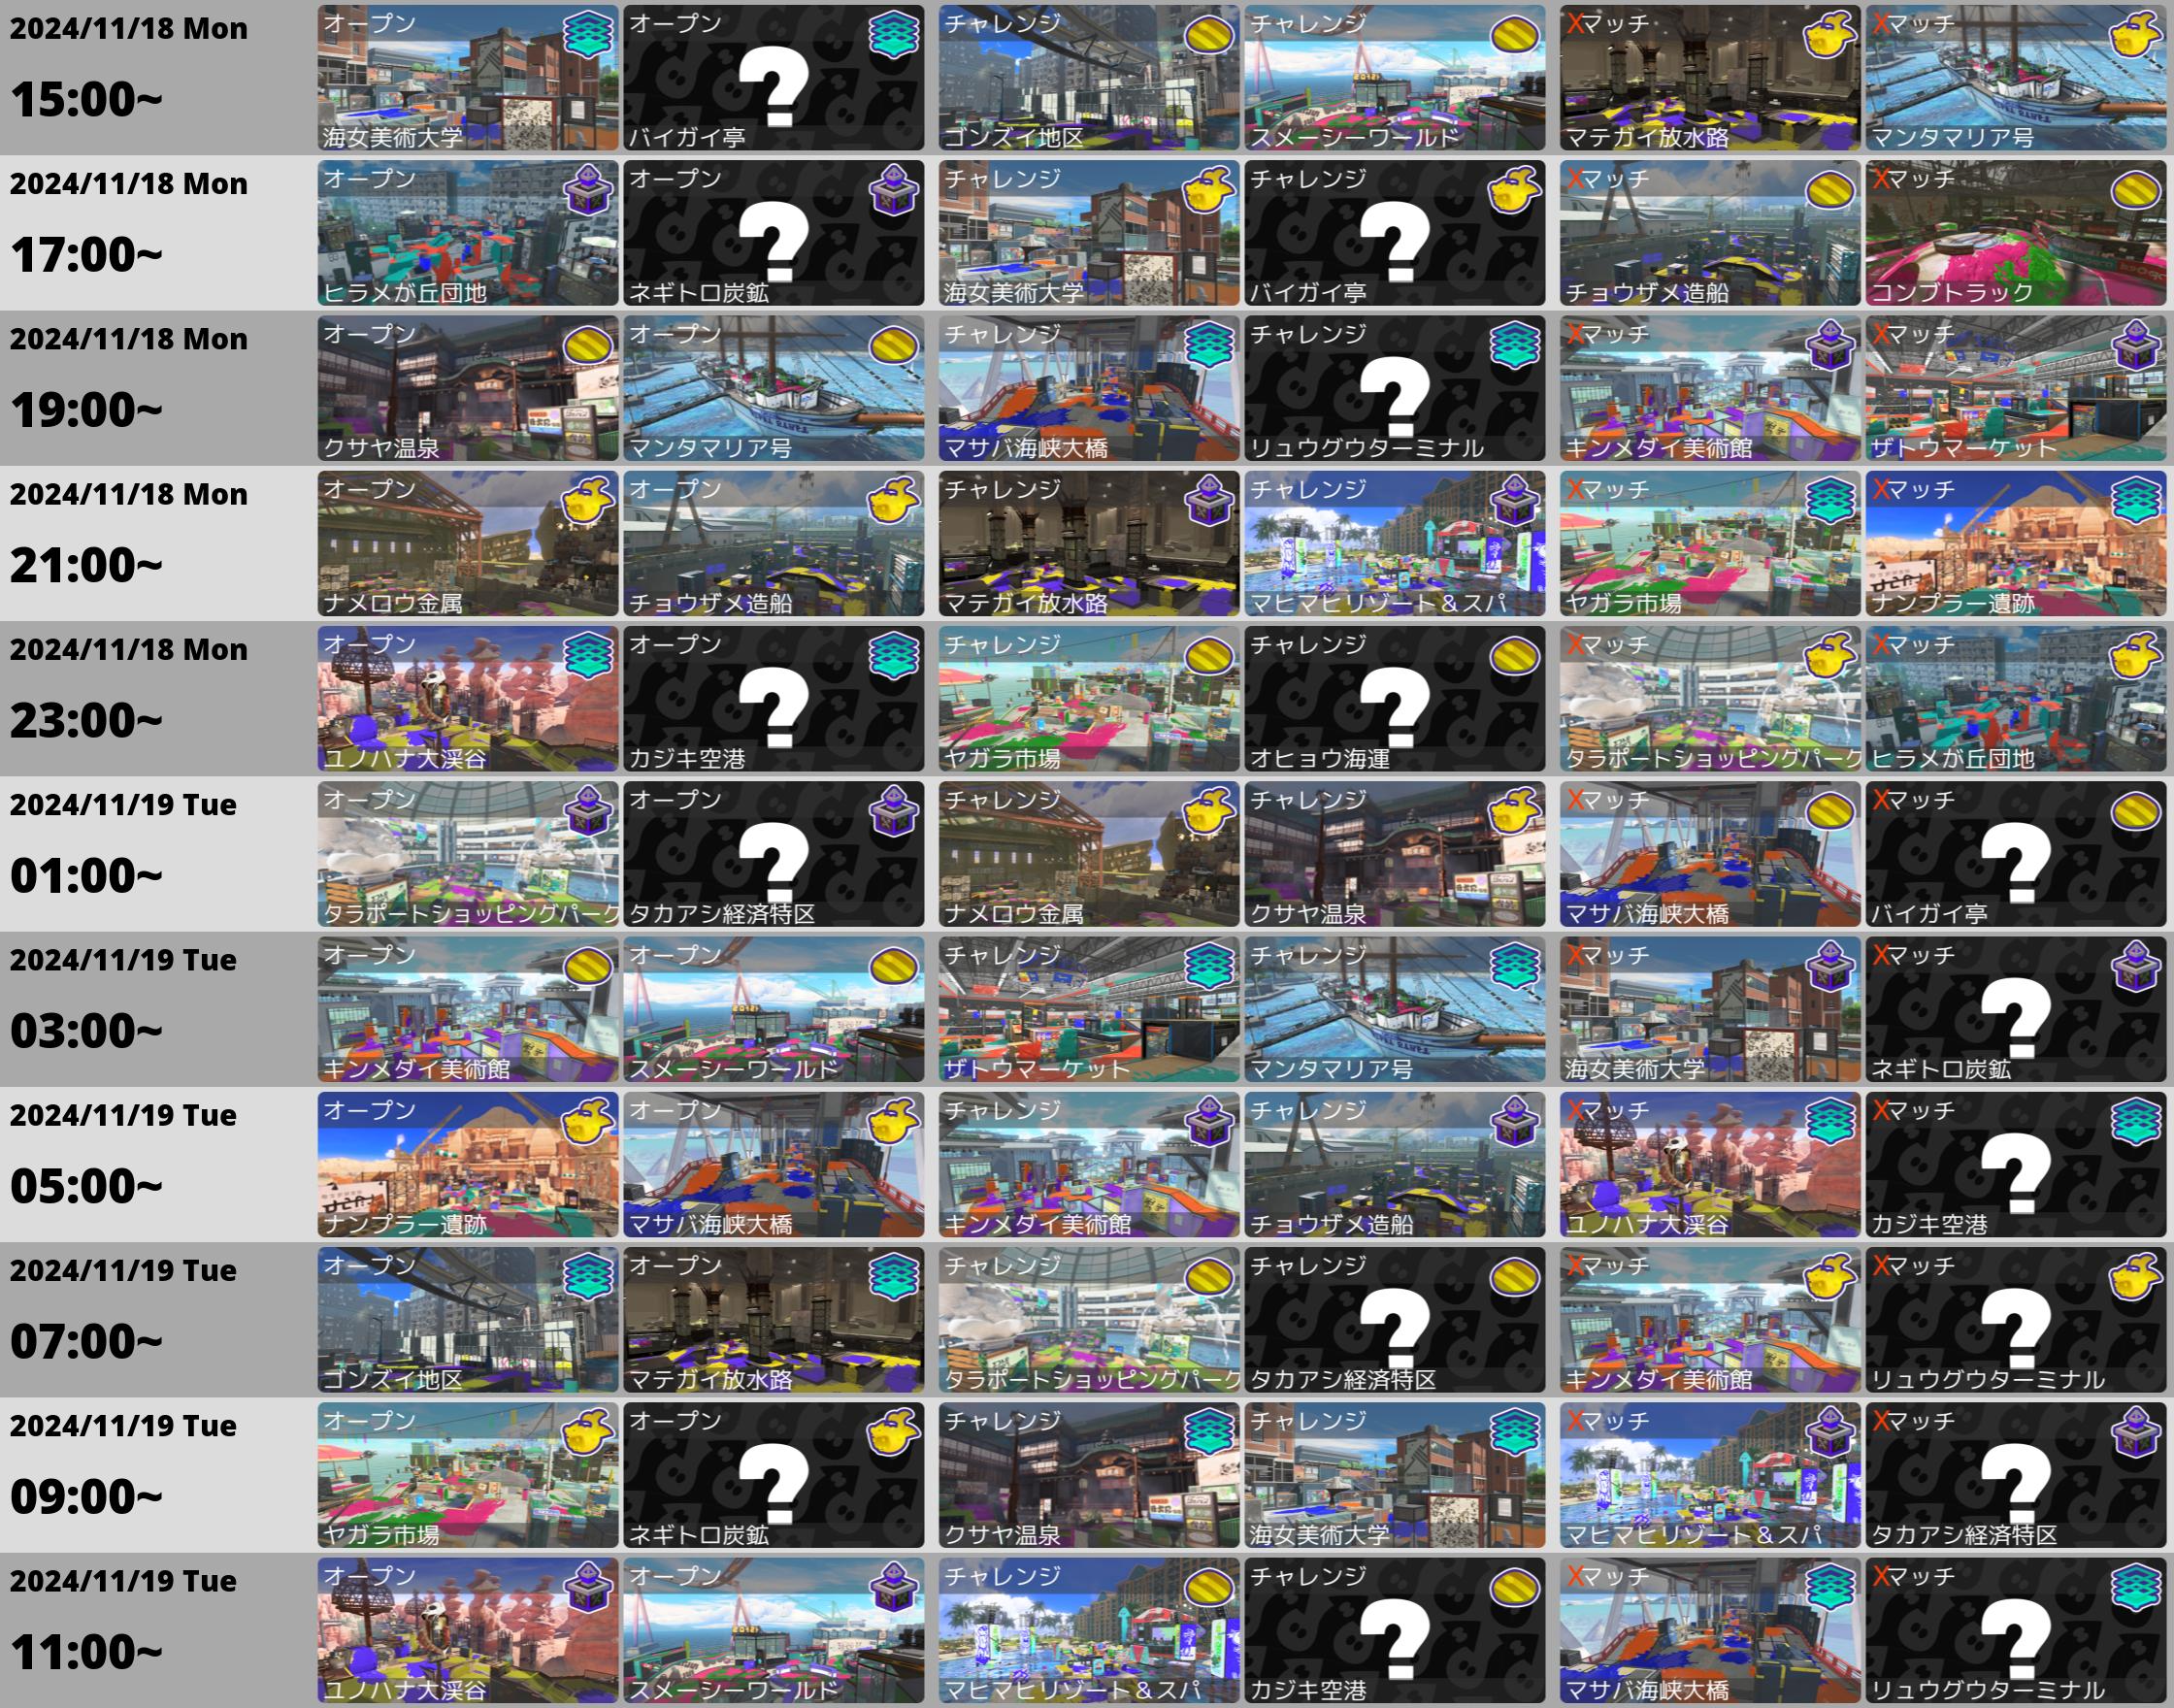 2024/11/18 Mon
15:00~
オープン オープン チャレンジ チャレンジ Xマッチ Xマッチ
海女美術大学 バイガイ亭 ゴンズイ地区 スメーシーワールド マテガイ放水路 マンタマリア号
2024/11/18 Mon
17:00~
オープン オープン チャレンジ チャレンジ Xマッチ Xマッチ
ヒラメが丘団地 ネギトロ炭鉱 海女美術大学 バイガイ亭 チョウザメ造船 コンブトラック
2024/11/18 Mon
19:00~
オープン オープン チャレンジ チャレンジ Xマッチ Xマッチ
クサヤ温泉 マンタマリア号 マサバ海峡大橋 リュウグウターミナル キンメダイ美術館 ザトウマーケット
2024/11/18 Mon
21:00~
オープン オープン チャレンジ チャレンジ Xマッチ Xマッチ
ナメロウ金属 チョウザメ造船 マテガイ放水路 マヒマヒリゾート＆スパ ヤガラ市場 ナンプラー遺跡
2024/11/18 Mon
23:00~
オープン オープン チャレンジ チャレンジ Xマッチ Xマッチ
ユノハナ大渓谷 カジキ空港 ヤガラ市場 オヒョウ海運 タラポートショッピングパーク ヒラメが丘団地
2024/11/19 Tue
01:00~
オープン オープン チャレンジ チャレンジ Xマッチ Xマッチ
タラポートショッピングパーク タカアシ経済特区 ナメロウ金属 クサヤ温泉 マサバ海峡大橋 バイガイ亭
2024/11/19 Tue
03:00~
オープン オープン チャレンジ チャレンジ Xマッチ Xマッチ
キンメダイ美術館 スメーシーワールド ザトウマーケット マンタマリア号 海女美術大学 ネギトロ炭鉱
2024/11/19 Tue
05:00~
オープン オープン チャレンジ チャレンジ Xマッチ Xマッチ
ナンプラー遺跡 マサバ海峡大橋 キンメダイ美術館 チョウザメ造船 ユノハナ大渓谷 カジキ空港
2024/11/19 Tue
07:00~
オープン オープン チャレンジ チャレンジ Xマッチ Xマッチ
ゴンズイ地区 マテガイ放水路 タラポートショッピングパーク タカアシ経済特区 キンメダイ美術館 リュウグウターミナル
2024/11/19 Tue
09:00~
オープン オープン チャレンジ チャレンジ Xマッチ Xマッチ
ヤガラ市場 ネギトロ炭鉱 クサヤ温泉 海女美術大学 マヒマヒリゾート＆スパ タカアシ経済特区
2024/11/19 Tue
11:00~
オープン オープン チャレンジ チャレンジ Xマッチ Xマッチ
ユノハナ大渓谷 スメーシーワールド マヒマヒリゾート＆スパ カジキ空港 マサバ海峡大橋 リュウグウターミナル